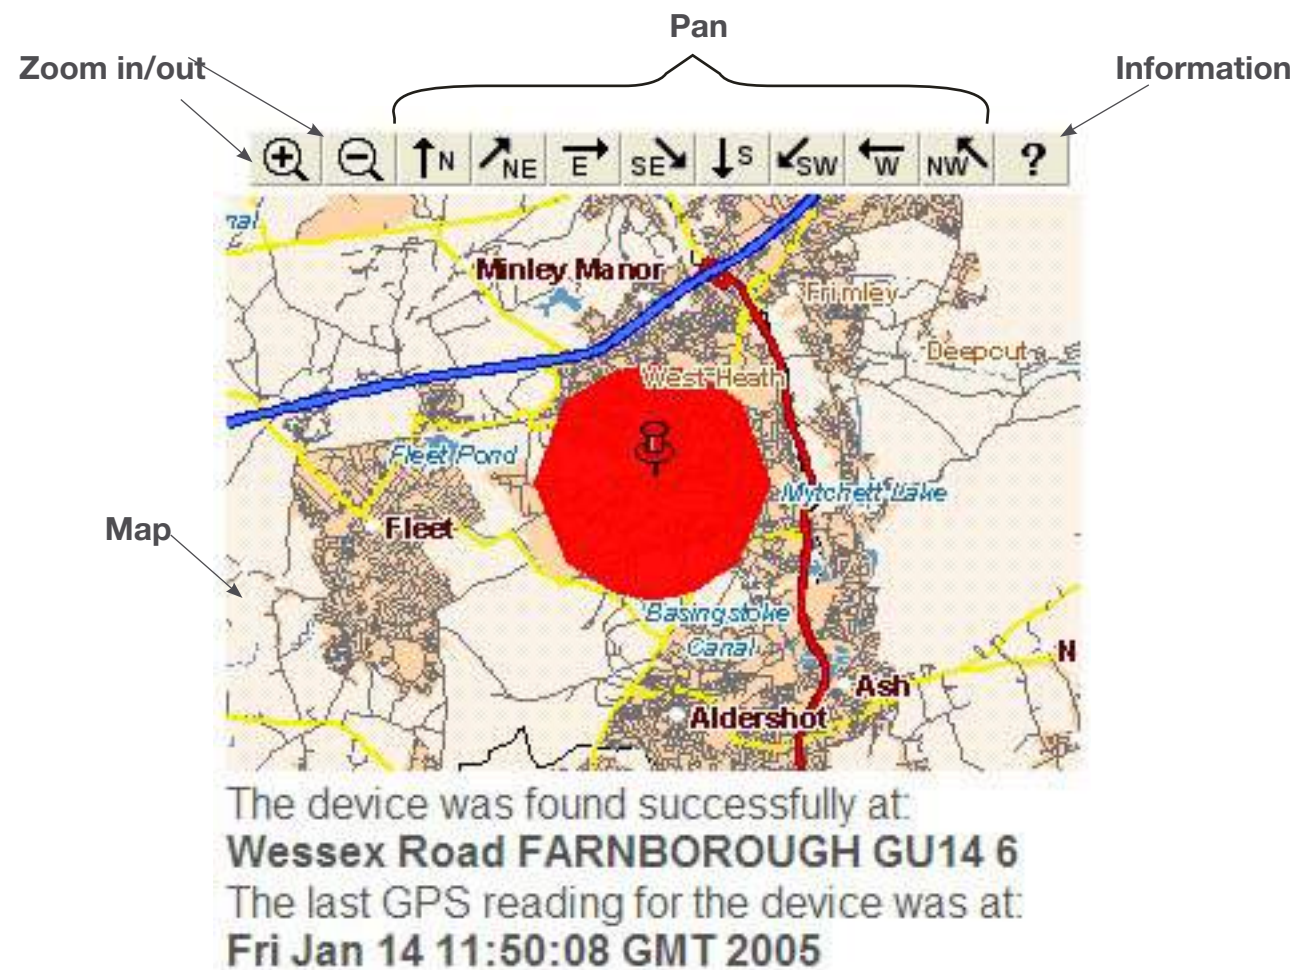 Pan
Zoom in/out
Information
N NE E SE S SW W NW ?
nal
Minley Manor
Frimley
Deepcut
West Heath
Fleet Pond
Mytchett Lake
Fleet
Map
Basingstoke
Canal
N
Ash
Aldershot
The device was found successfully at:
Wessex Road FARNBOROUGH GU14 6
The last GPS reading for the device was at:
Fri Jan 14 11:50:08 GMT 2005